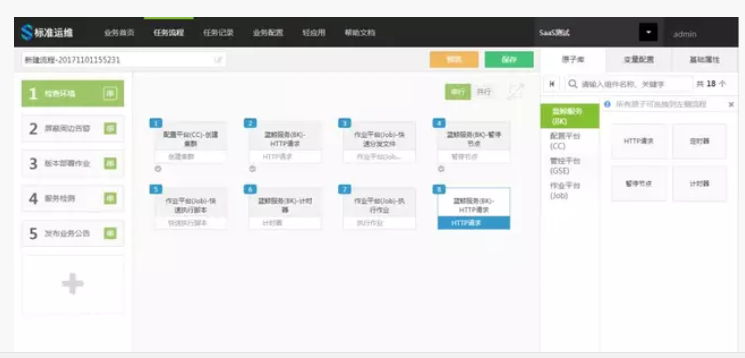 标准运维 业务首页 任务流程 任务记录 业务配置 轻应用 帮助文档 SaaS测试 admin
新建流程-20171101155231 预览 保存 原子库 变量配置 基础属性
串行 并行 请输入组件名称、关键字 共 18 个
1 检测环境 串
2 屏蔽周边告警 串
3 版本部署作业 串
4 服务检测 串
5 发布业务公告 串
1
配置平台(CC)-创建
集群
创建集群
2
蓝鲸服务(BK)-
HTTP请求
HTTP请求
3
作业平台(Job)-快
速分发文件
作业平台(Job...
4
蓝鲸服务(BK)-暂停
节点
暂停节点
5
作业平台(Job)-快
速执行脚本
快速执行脚本
6
蓝鲸服务(BK)-计时
器
计时器
7
作业平台(Job)-执
行作业
执行作业
8
蓝鲸服务(BK)-
HTTP请求
HTTP请求
蓝鲸服务
(BK)
配置平台
(CC)
管控平台
(GSE)
作业平台
(Job)
所有原子可拖拽到左侧流程
HTTP请求 定时器
暂停节点 计时器